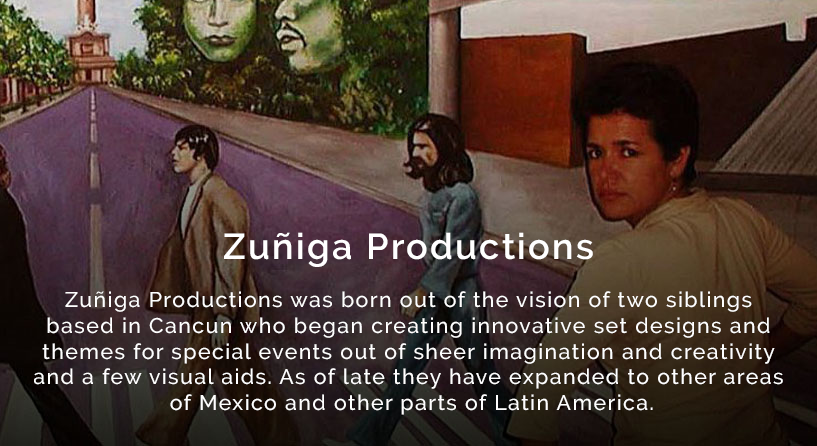 Zuñiga Productions
Zuñiga Productions was born out of the vision of two siblings
based in Cancun who began creating innovative set designs and
themes for special events out of sheer imagination and creativity
and a few visual aids. As of late they have expanded to other areas
of Mexico and other parts of Latin America.